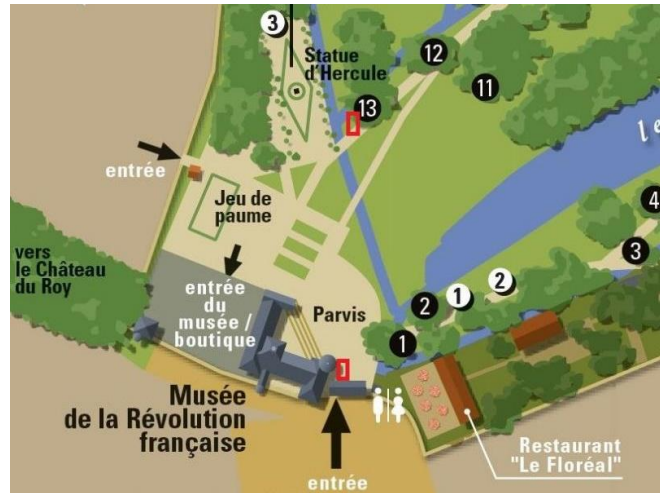 3
Statue
d'Hercule
12
11
13
l'e
entrée
Jeu de
paume
4
3
vers
le Château
du Roy
entrée
du
musée /
boutique
Parvis
2
1
2
1
Musée
de la Révolution
française
entrée
Restaurant
"Le Floréal"